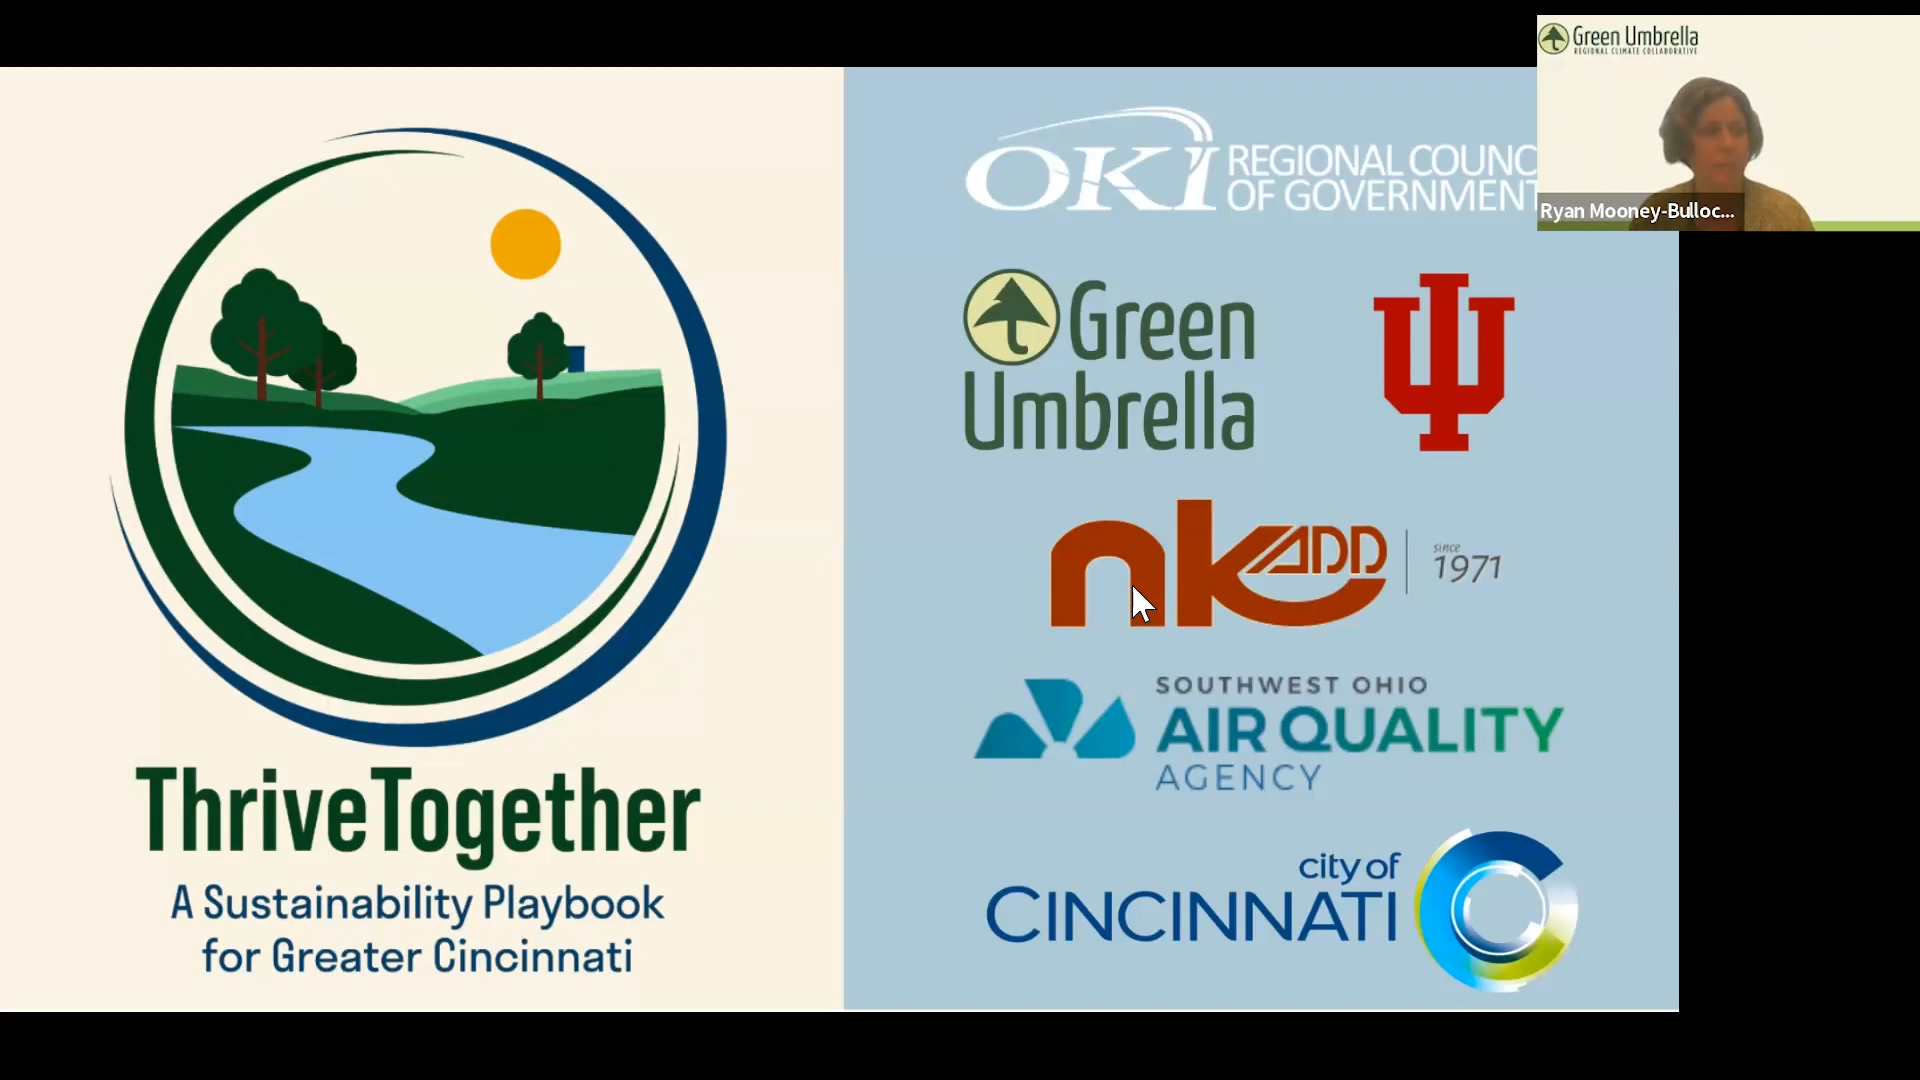 Green Umbrella
REGIONAL CLIMATE COLLABORATIVE
Ryan Mooney-Bulloc...
OKI REGIONAL COUNC
OF GOVERNMENT
Green
Umbrella
nkADD
since
1971
SOUTHWEST OHIO
AIR QUALITY
AGENCY
city of
CINCINNATI
ThriveTogether
A Sustainability Playbook
for Greater Cincinnati